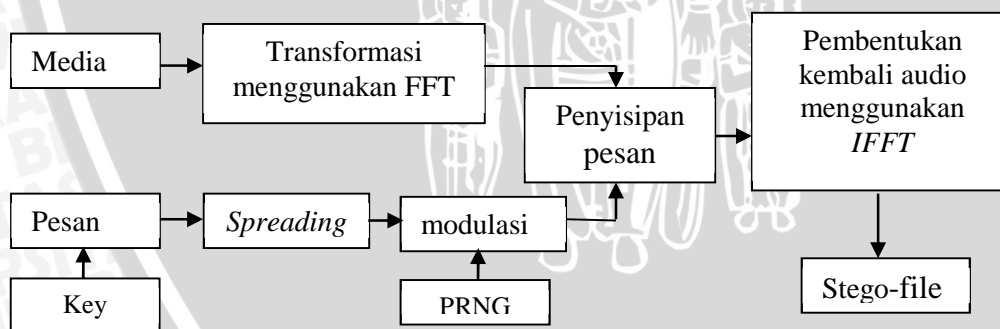 Media
Transformasi
menggunakan FFT
Penyisipan
pesan
Pembentukan
kembali audio
menggunakan
IFFT
Pesan
Spreading
modulasi
Key
PRNG
Stego-file